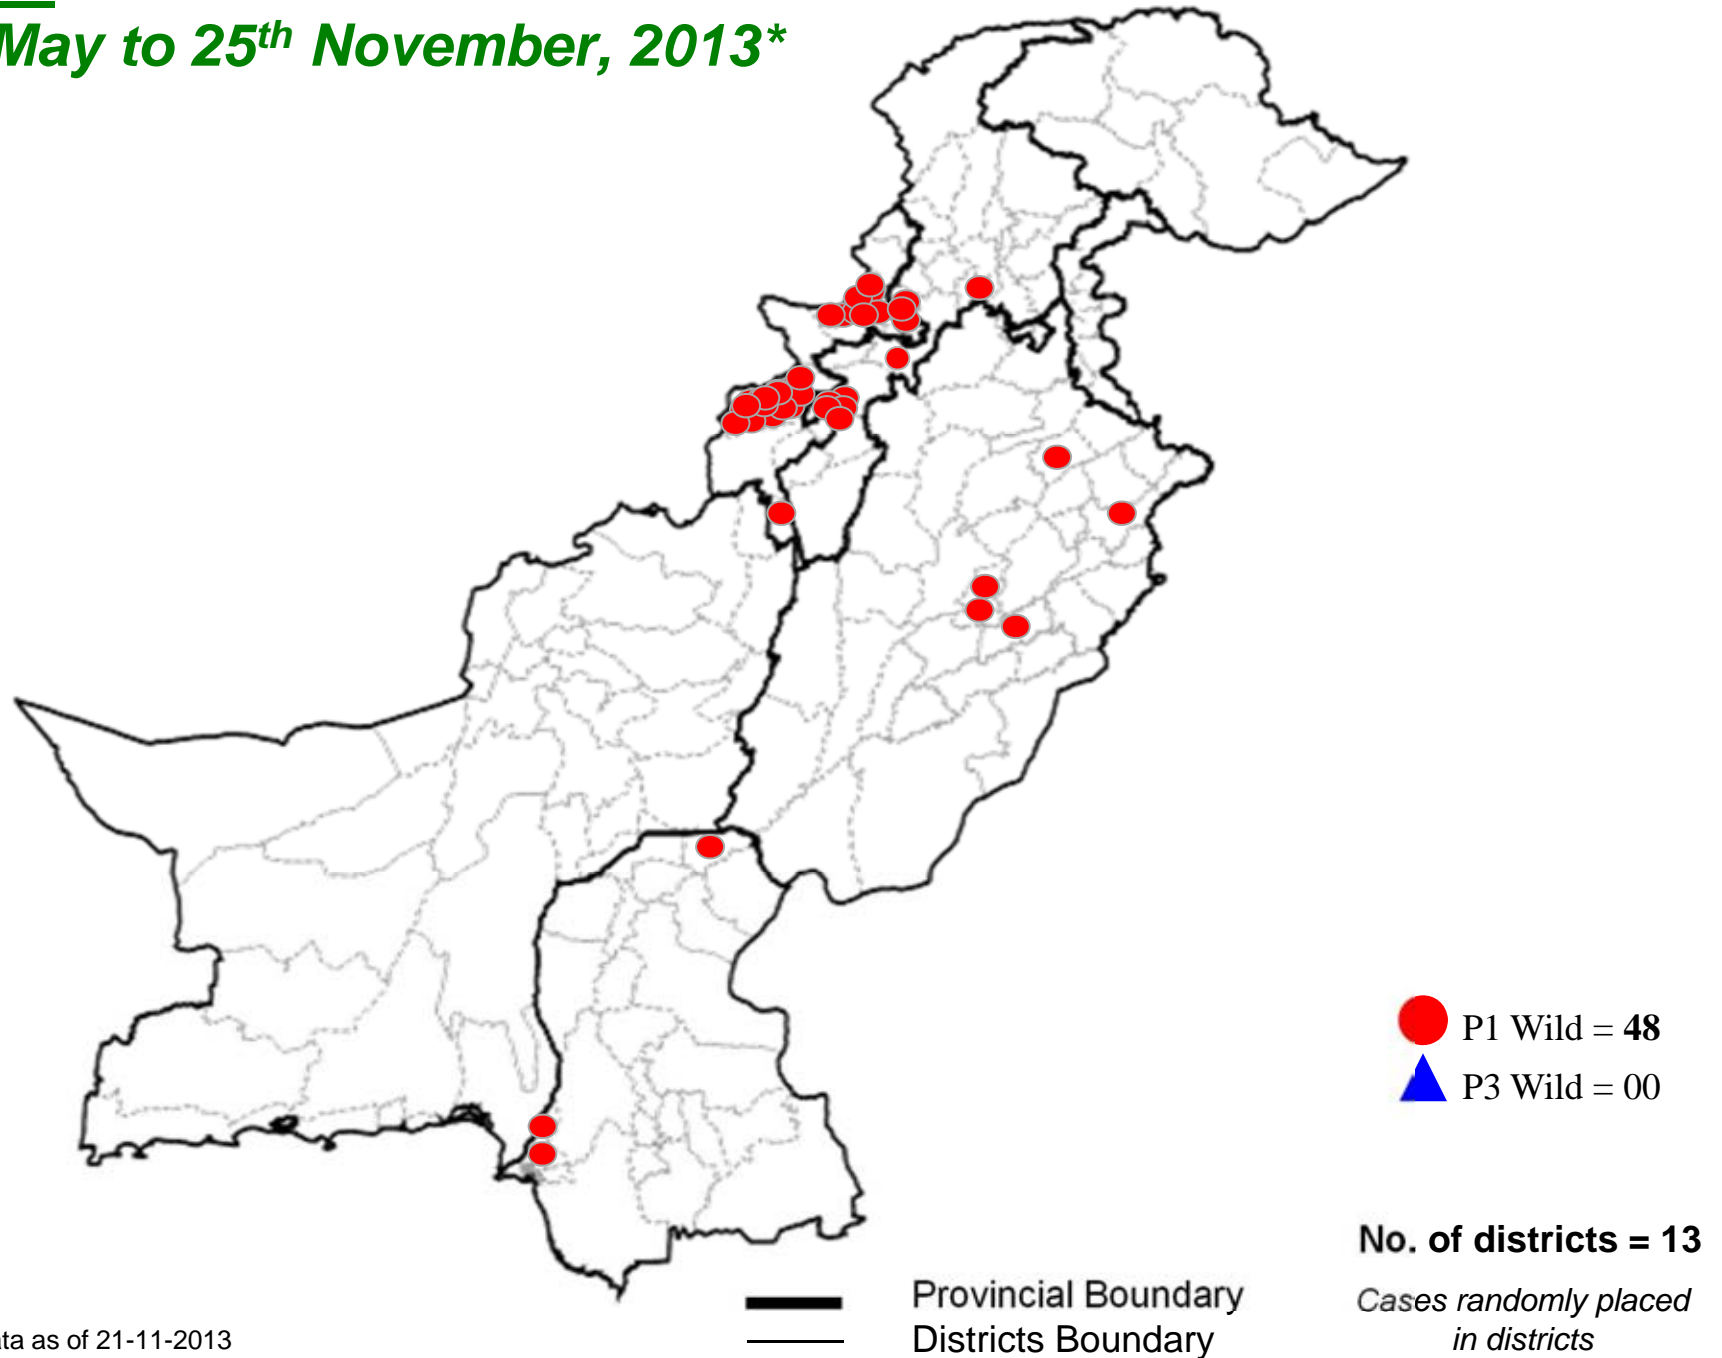 May to 25th November, 2013*
P1 Wild = 48
P3 Wild = 00
No. of districts = 13
Cases randomly placed
in districts
Provincial Boundary
Districts Boundary
as of 21-11-2013